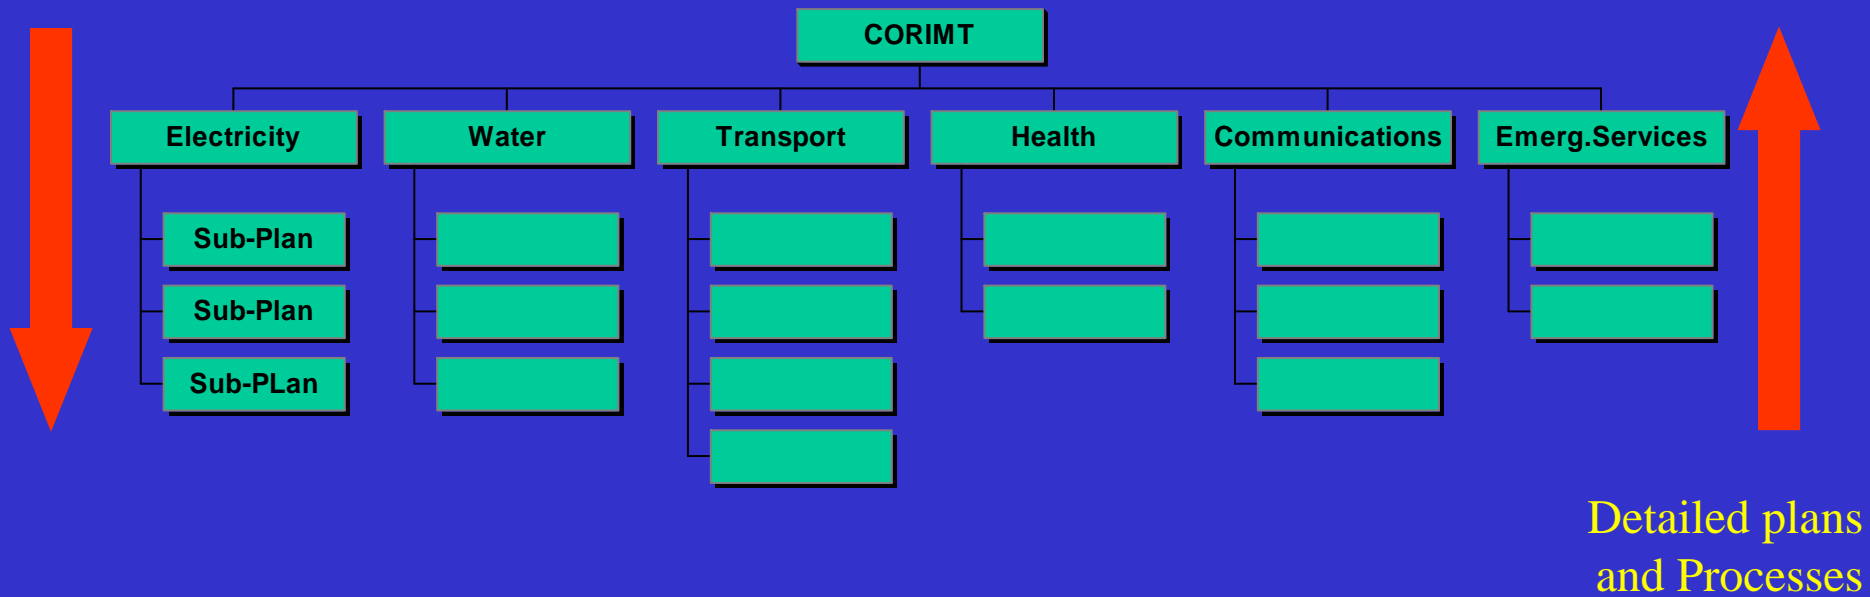 CORIMT
Electricity
Water
Transport
Health
Communications
Emerg.Services
Sub-Plan
Sub-Plan
Sub-PLan
Detailed plans
and Processes